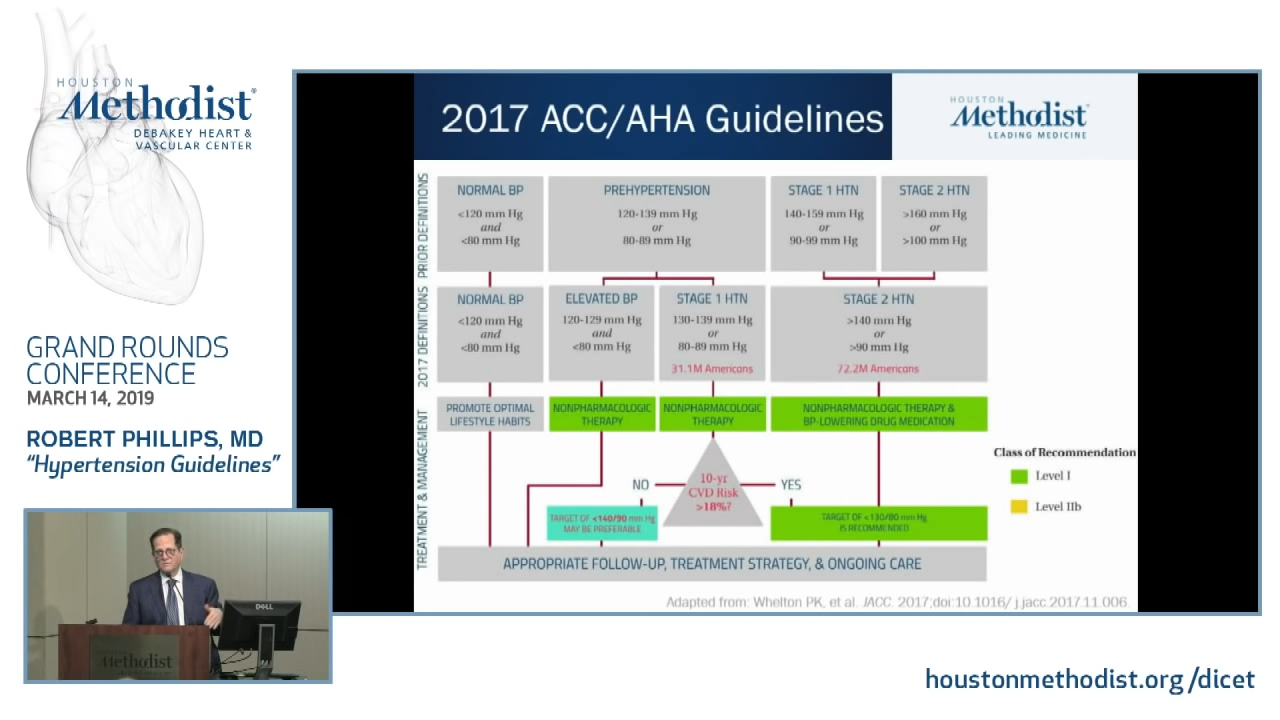 HOUSTON
Methodist®
DEBAKEY HEART &
VASCULAR CENTER
GRAND ROUNDS
CONFERENCE
MARCH 14, 2019
ROBERT PHILLIPS, MD
“Hypertension Guidelines”
2017 ACC/AHA Guidelines
HOUSTON
Methodist
LEADING MEDICINE
PRIOR DEFINITIONS
NORMAL BP
<120 mm Hg
and
<80 mm Hg
PREHYPERTENSION
120-139 mm Hg
or
80-89 mm Hg
STAGE 1 HTN
140-159 mm Hg
or
90-99 mm Hg
STAGE 2 HTN
>160 mm Hg
or
>100 mm Hg
2017 DEFINITIONS
NORMAL BP
<120 mm Hg
and
<80 mm Hg
ELEVATED BP
120-129 mm Hg
and
<80 mm Hg
STAGE 1 HTN
130-139 mm Hg
or
80-89 mm Hg
31.1M Americans
STAGE 2 HTN
>140 mm Hg
or
>90 mm Hg
72.2M Americans
TREATMENT & MANAGEMENT
PROMOTE OPTIMAL
LIFESTYLE HABITS
NONPHARMACOLOGIC
THERAPY
NONPHARMACOLOGIC
THERAPY
NONPHARMACOLOGIC THERAPY &
BP-LOWERING DRUG MEDICATION
NO
10-yr
CVD Risk
>18%?
YES
TARGET OF <140/90 mm Hg
MAY BE PREFERABLE
TARGET OF <130/80 mm Hg
IS RECOMMENDED
APPROPRIATE FOLLOW-UP, TREATMENT STRATEGY, & ONGOING CARE
Class of Recommendation
Level I
Level IIb
Adapted from: Whelton PK, et al. JACC. 2017;doi:10.1016/ j.jacc.2017.11.006.
DELL
HOUSTON
Methodist
houstonmethodist.org/dicet